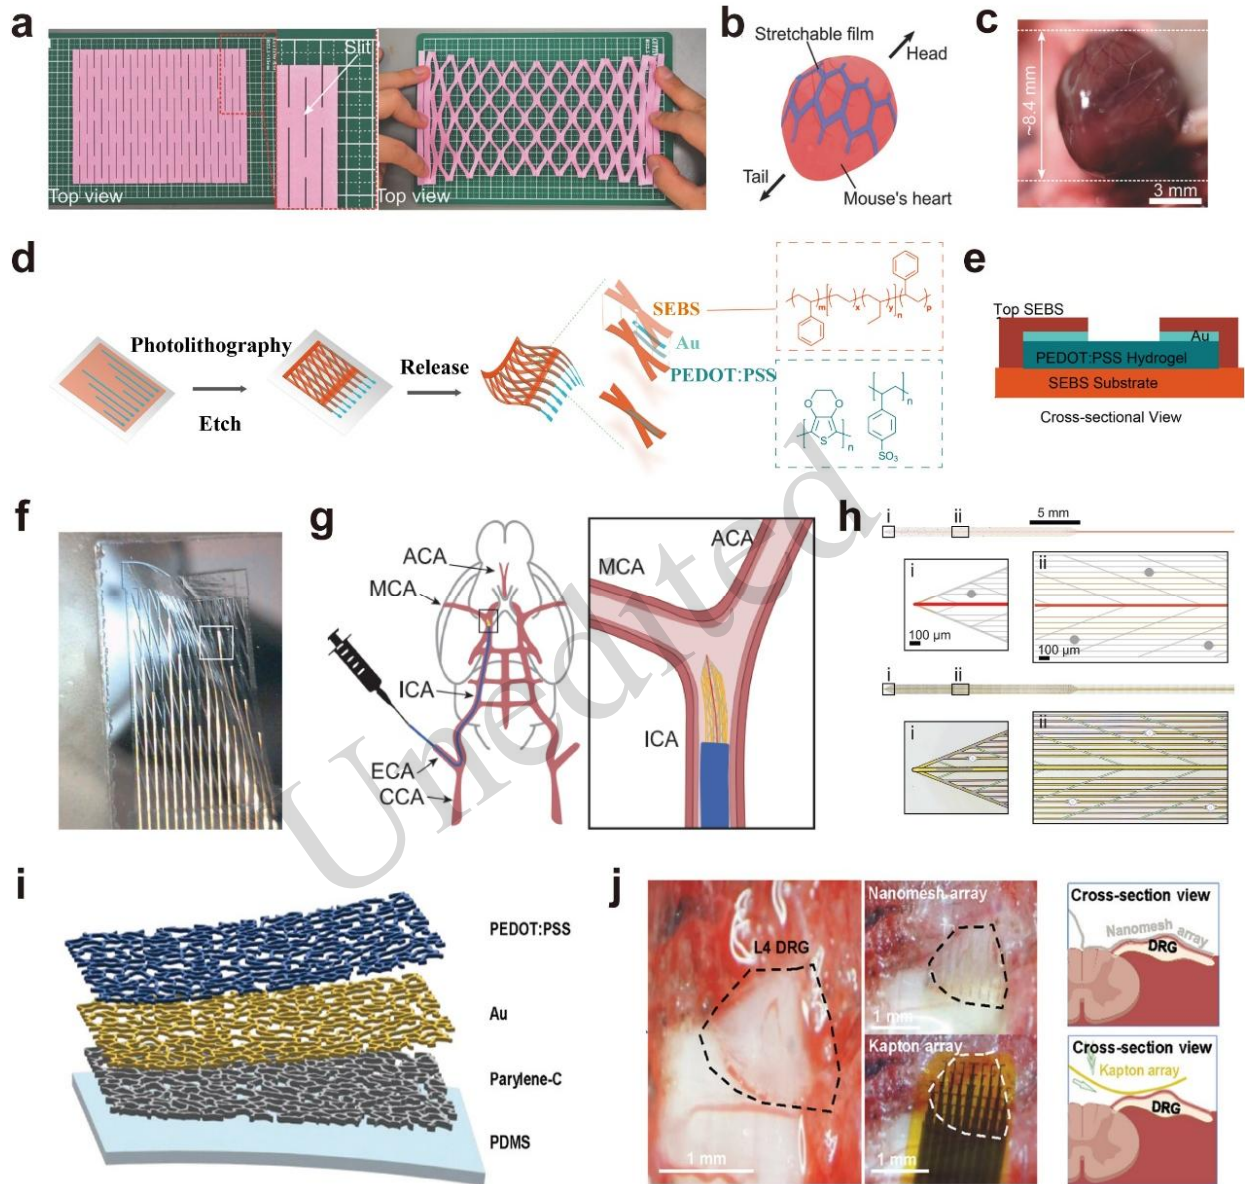 a
Slit
Top view
Top view
b
Stretchable film
Head
Tail
Mouse's heart
c
~8.4 mm
3 mm
d
Photolithography
Etch
Release
SEBS
Au
PEDOT:PSS
m
x
y
n
p
O
O
S
n
n
SO₃
e
Top SEBS
Au
PEDOT:PSS Hydrogel
SEBS Substrate
Cross-sectional View
f
g
ACA
MCA
ICA
ECA
CCA
MCA
ACA
ICA
h
i
ii
5 mm
i
100 µm
ii
100 µm
i
ii
i
ii
i
PEDOT:PSS
Au
Parylene-C
PDMS
j
L4 DRG
1 mm
Nanomesh array
1 mm
Kapton array
1 mm
Cross-section view
Nanomesh array
DRG
Cross-section view
Kapton array
DRG
Unedited